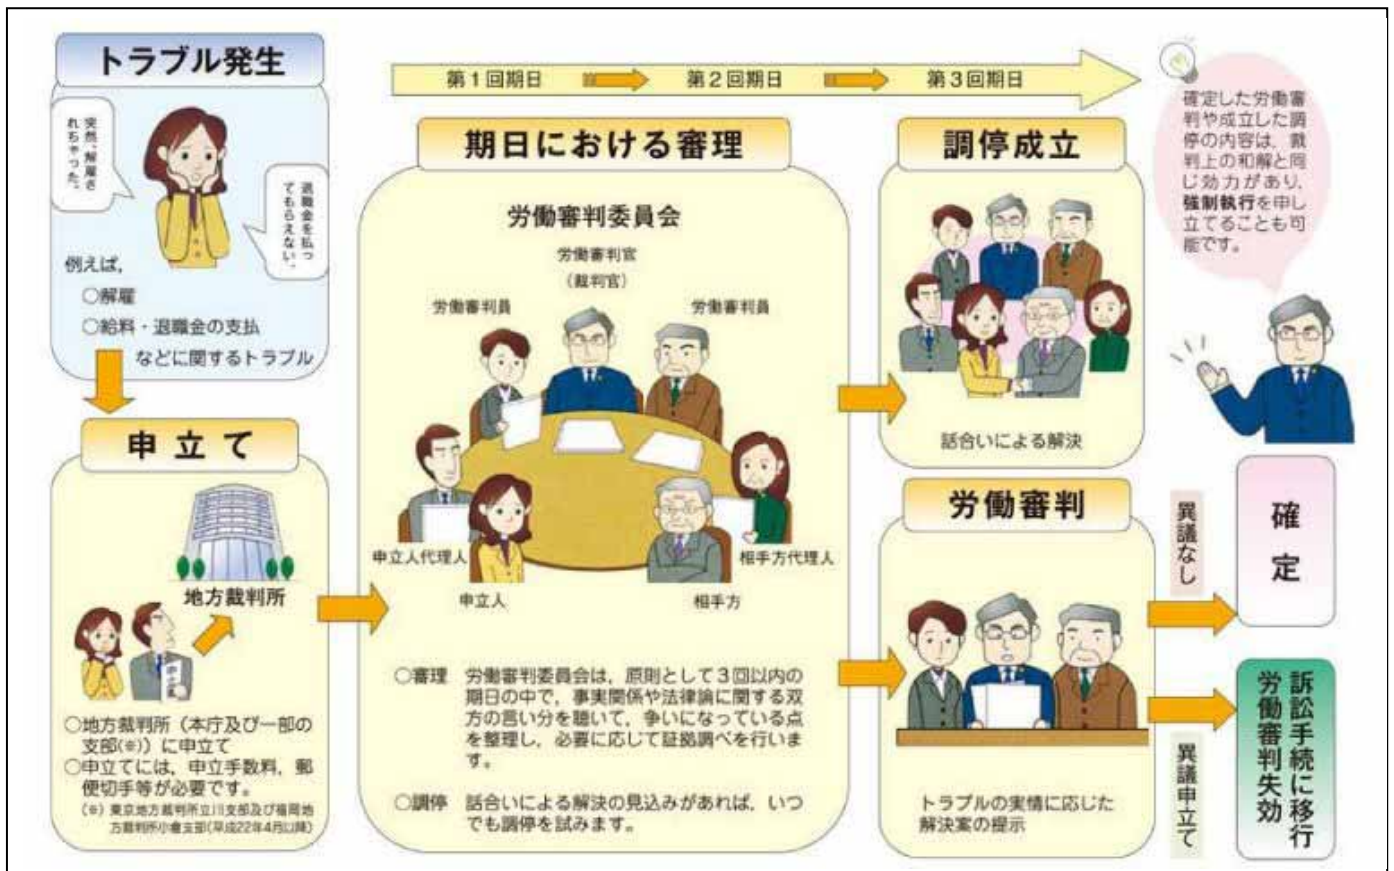 トラブル発生
突然、解雇さ
れちゃった。
退職金を払っ
てもらえない。
例えば，
○解雇
○給料・退職金の支払
などに関するトラブル
申立て
地方裁判所
申立書
○地方裁判所（本庁及び一部の
支部(※)）に申立て
○申立てには，申立手数料，郵
便切手等が必要です。
(※) 東京地方裁判所立川支部及び福岡地
方裁判所小倉支部(平成22年4月以降)
第1回期日
第2回期日
第3回期日
期日における審理
労働審判委員会
労働審判官
（裁判官）
労働審判員
労働審判員
申立人代理人
相手方代理人
申立人
相手方
○審理 労働審判委員会は，原則として3回以内の
期日の中で，事実関係や法律論に関する双
方の言い分を聴いて，争いになっている点
を整理し，必要に応じて証拠調べを行いま
す。
○調停 話合いによる解決の見込みがあれば，いつ
でも調停を試みます。
調停成立
話合いによる解決
労働審判
トラブルの実情に応じた
解決案の提示
確定した労働審
判や成立した調
停の内容は，裁
判上の和解と同
じ効力があり，
強制執行を申し
立てることも可
能です。
異議なし
確定
異議申立て
訴訟手続に移行
労働審判失効